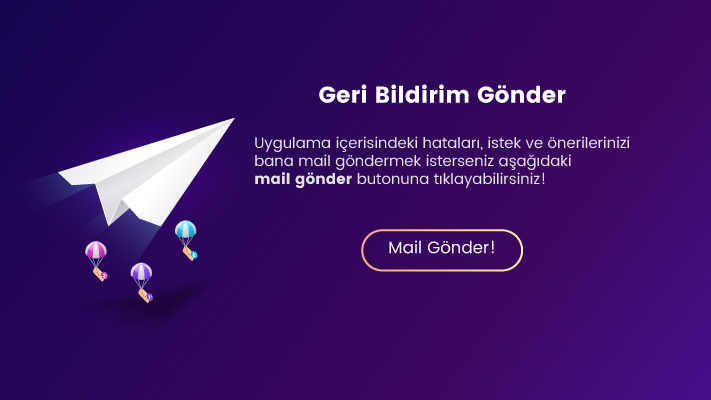 Geri Bildirim Gönder
Uygulama içerisindeki hataları, istek ve önerilerinizi
bana mail göndermek isterseniz aşağıdaki
mail gönder butonuna tıklayabilirsiniz!
Mail Gönder!